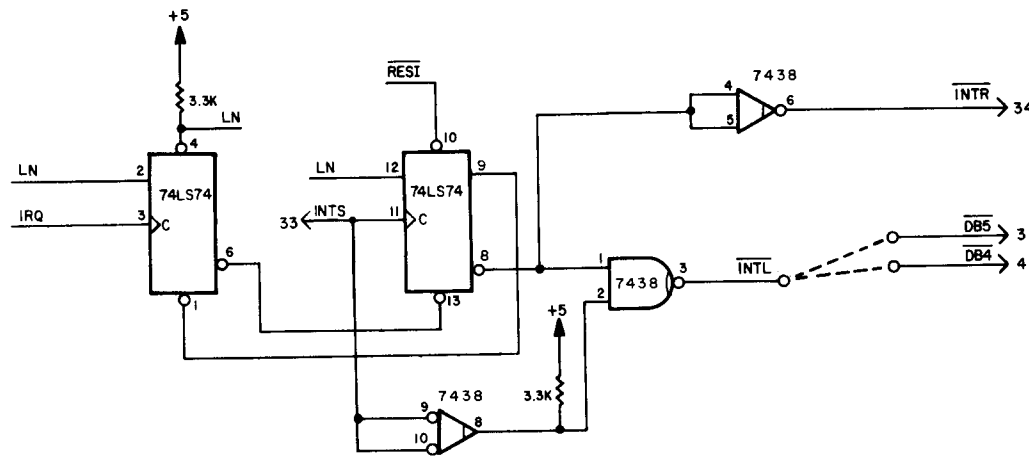 +5
3.3K
LN
4
LN
2
74LS74
IRQ
3
C
6
1
RESI
10
LN
12
74LS74
9
33
INTS
11
C
8
13
7438
4
5
6
INTR
34
1
2
7438
3
INTL
DB5
3
DB4
4
+5
3.3K
7438
9
10
8